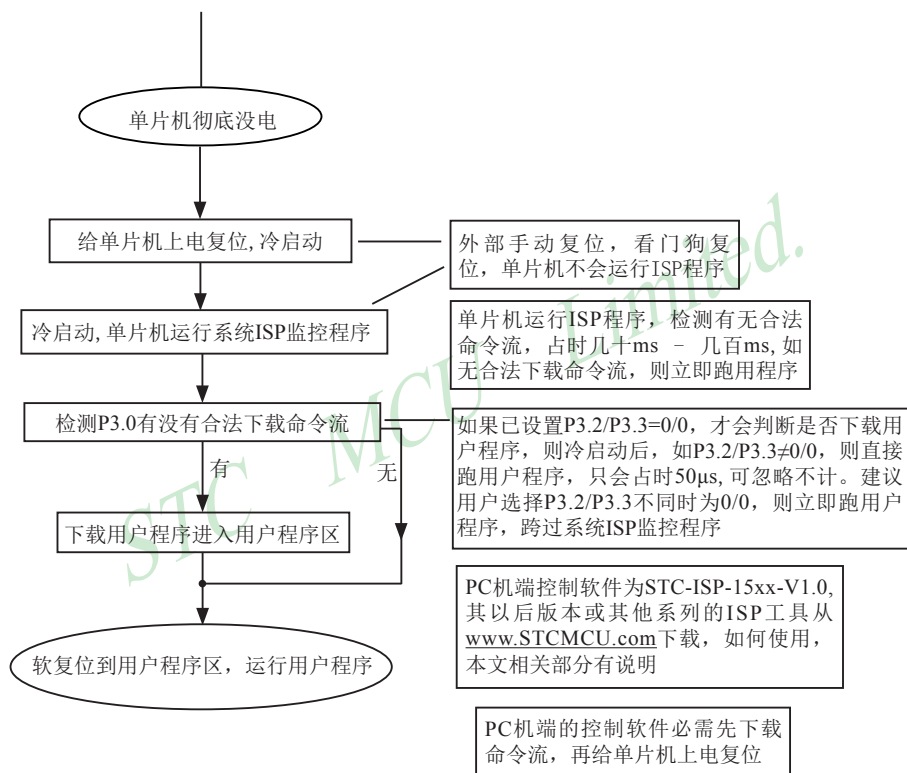 单片机彻底没电
给单片机上电复位,冷启动
外部手动复位，看门狗复
位，单片机不会运行ISP程序
冷启动,单片机运行系统ISP监控程序
单片机运行ISP程序，检测有无合法
命令流，占时几十ms – 几百ms,如
无合法下载命令流，则立即跑用程序
检测P3.0有没有合法下载命令流
如果已设置P3.2/P3.3=0/0，才会判断是否下载用
户程序，则冷启动后，如P3.2/P3.3≠0/0，则直接
跑用户程序，只会占时50μs,可忽略不计。建议
用户选择P3.2/P3.3不同时为0/0，则立即跑用户
程序，跨过系统ISP监控程序
有
无
下载用户程序进入用户程序区
PC机端控制软件为STC-ISP-15xx-V1.0,
其以后版本或其他系列的ISP工具从
www.STCMCU.com下载，如何使用，
本文相关部分有说明
软复位到用户程序区，运行用户程序
PC机端的控制软件必需先下载
命令流，再给单片机上电复位
STC MCU Limited.